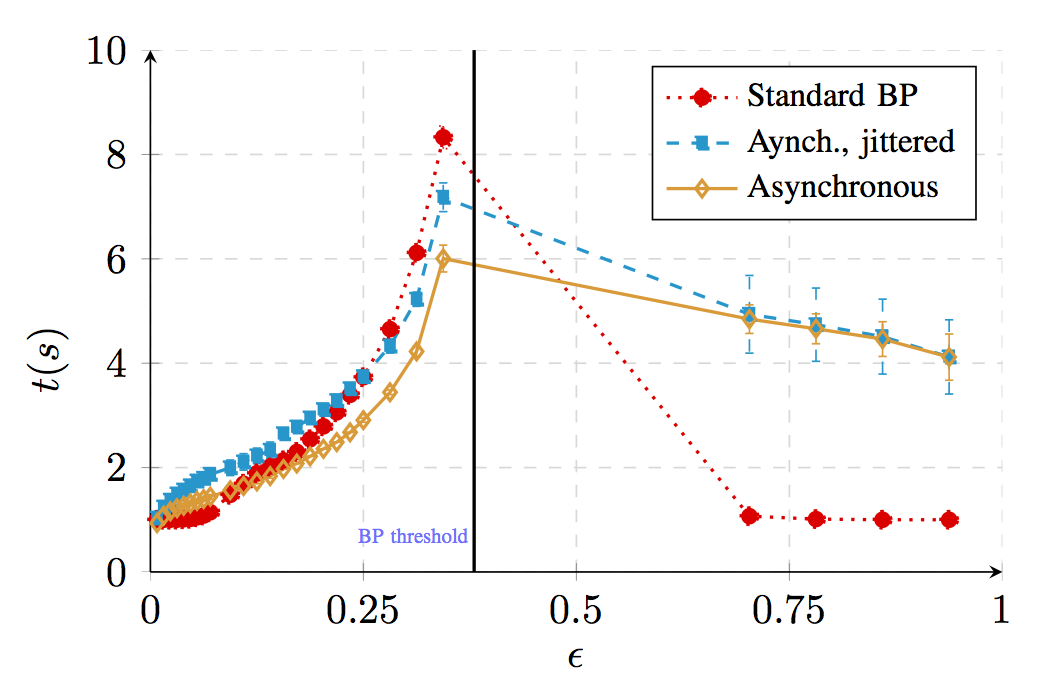 10
8
6
4
2
0
t(s)
Standard BP
Aynch., jittered
Asynchronous
BP threshold
0 0.25 0.5 0.75 1
ϵ